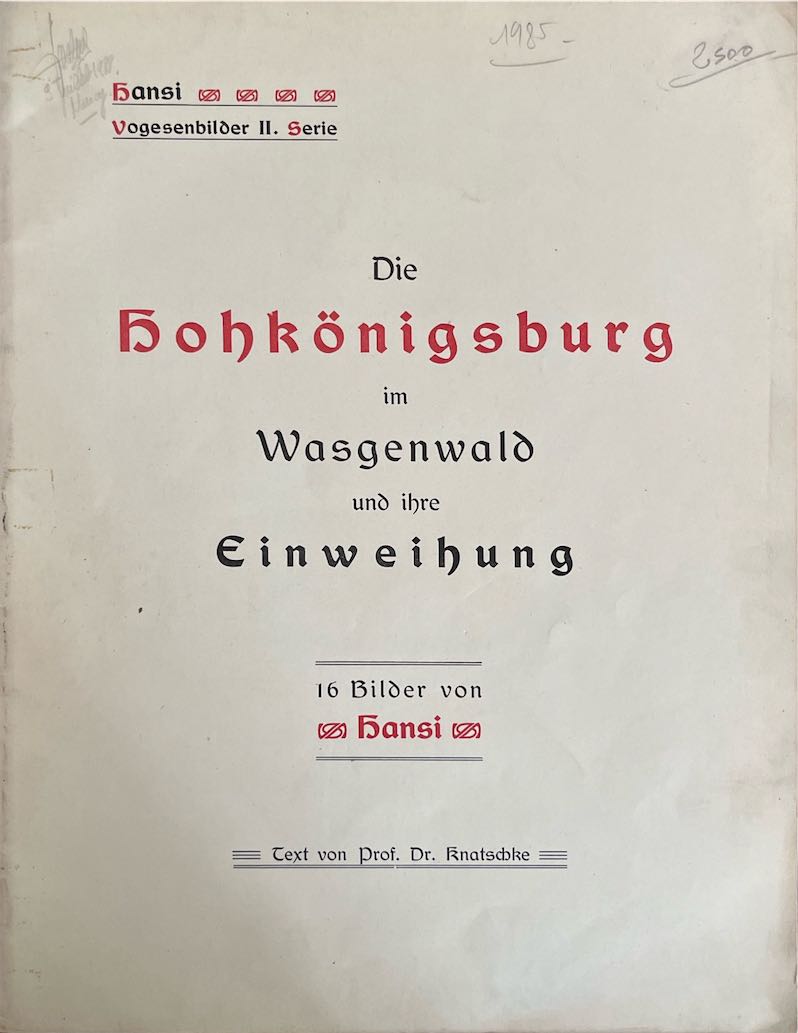 1985 -
2500
Hansi
Vogesenbilder II. Serie
Die
Hohkönigsburg
im
Wasgenwald
und ihre
Einweihung
16 Bilder von
Hansi
Text von Prof. Dr. Knatschke